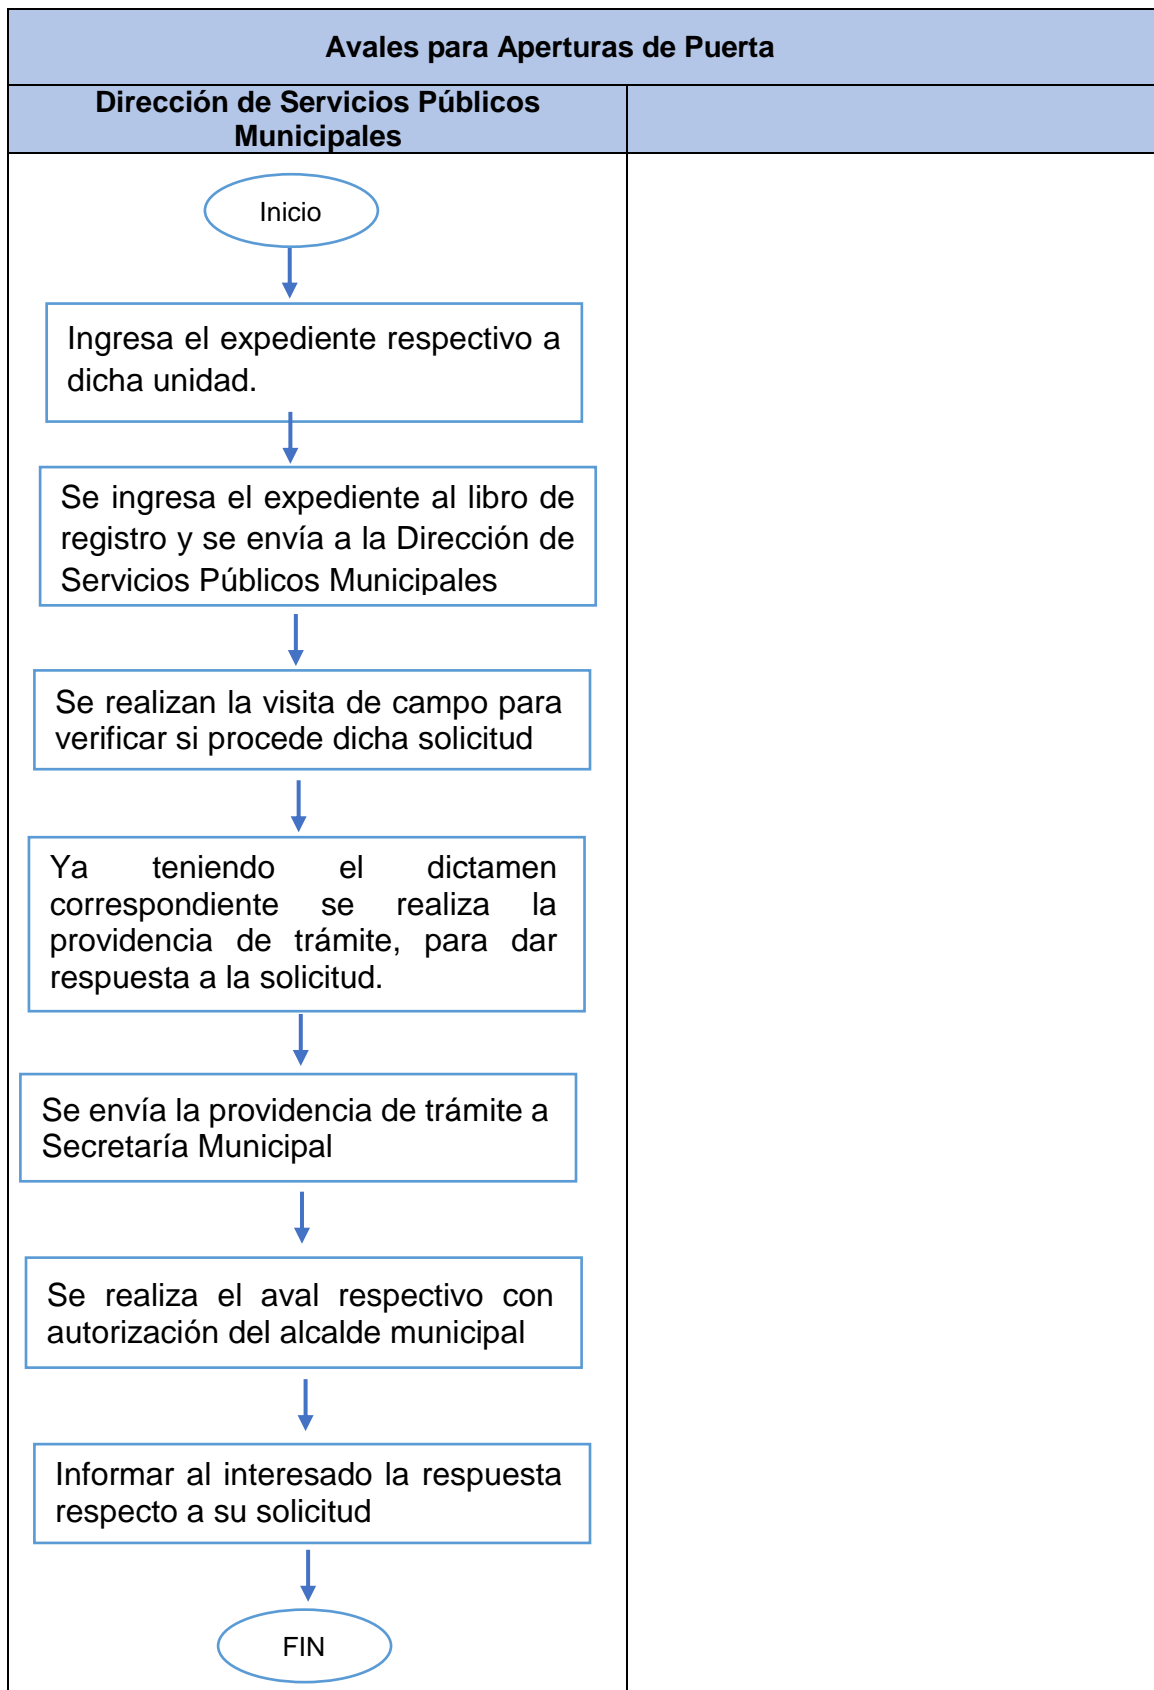 Avales para Aperturas de Puerta
Dirección de Servicios Públicos
Municipales
Inicio
Ingresa el expediente respectivo a
dicha unidad.
Se ingresa el expediente al libro de
registro y se envía a la Dirección de
Servicios Públicos Municipales
Se realizan la visita de campo para
verificar si procede dicha solicitud
Ya teniendo el dictamen
correspondiente se realiza la
providencia de trámite, para dar
respuesta a la solicitud.
Se envía la providencia de trámite a
Secretaría Municipal
Se realiza el aval respectivo con
autorización del alcalde municipal
Informar al interesado la respuesta
respecto a su solicitud
FIN